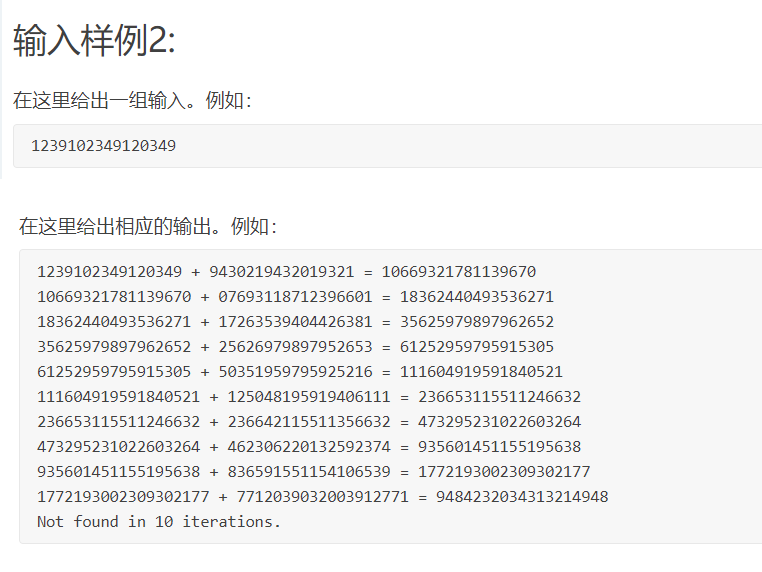 输入样例2:
在这里给出一组输入。例如：
1239102349120349
在这里给出相应的输出。例如：
1239102349120349 + 9430219432019321 = 10669321781139670
10669321781139670 + 07693118712396601 = 18362440493536271
18362440493536271 + 17263539404426381 = 35625979897962652
35625979897962652 + 25626979897952653 = 61252959795915305
61252959795915305 + 50351959795925216 = 111604919591840521
111604919591840521 + 125048195919406111 = 236653115511246632
236653115511246632 + 236642115511356632 = 473295231022603264
473295231022603264 + 462306220132592374 = 935601451155195638
935601451155195638 + 836591551154106539 = 1772193002309302177
1772193002309302177 + 7712039032003912771 = 9484232034313214948
Not found in 10 iterations.